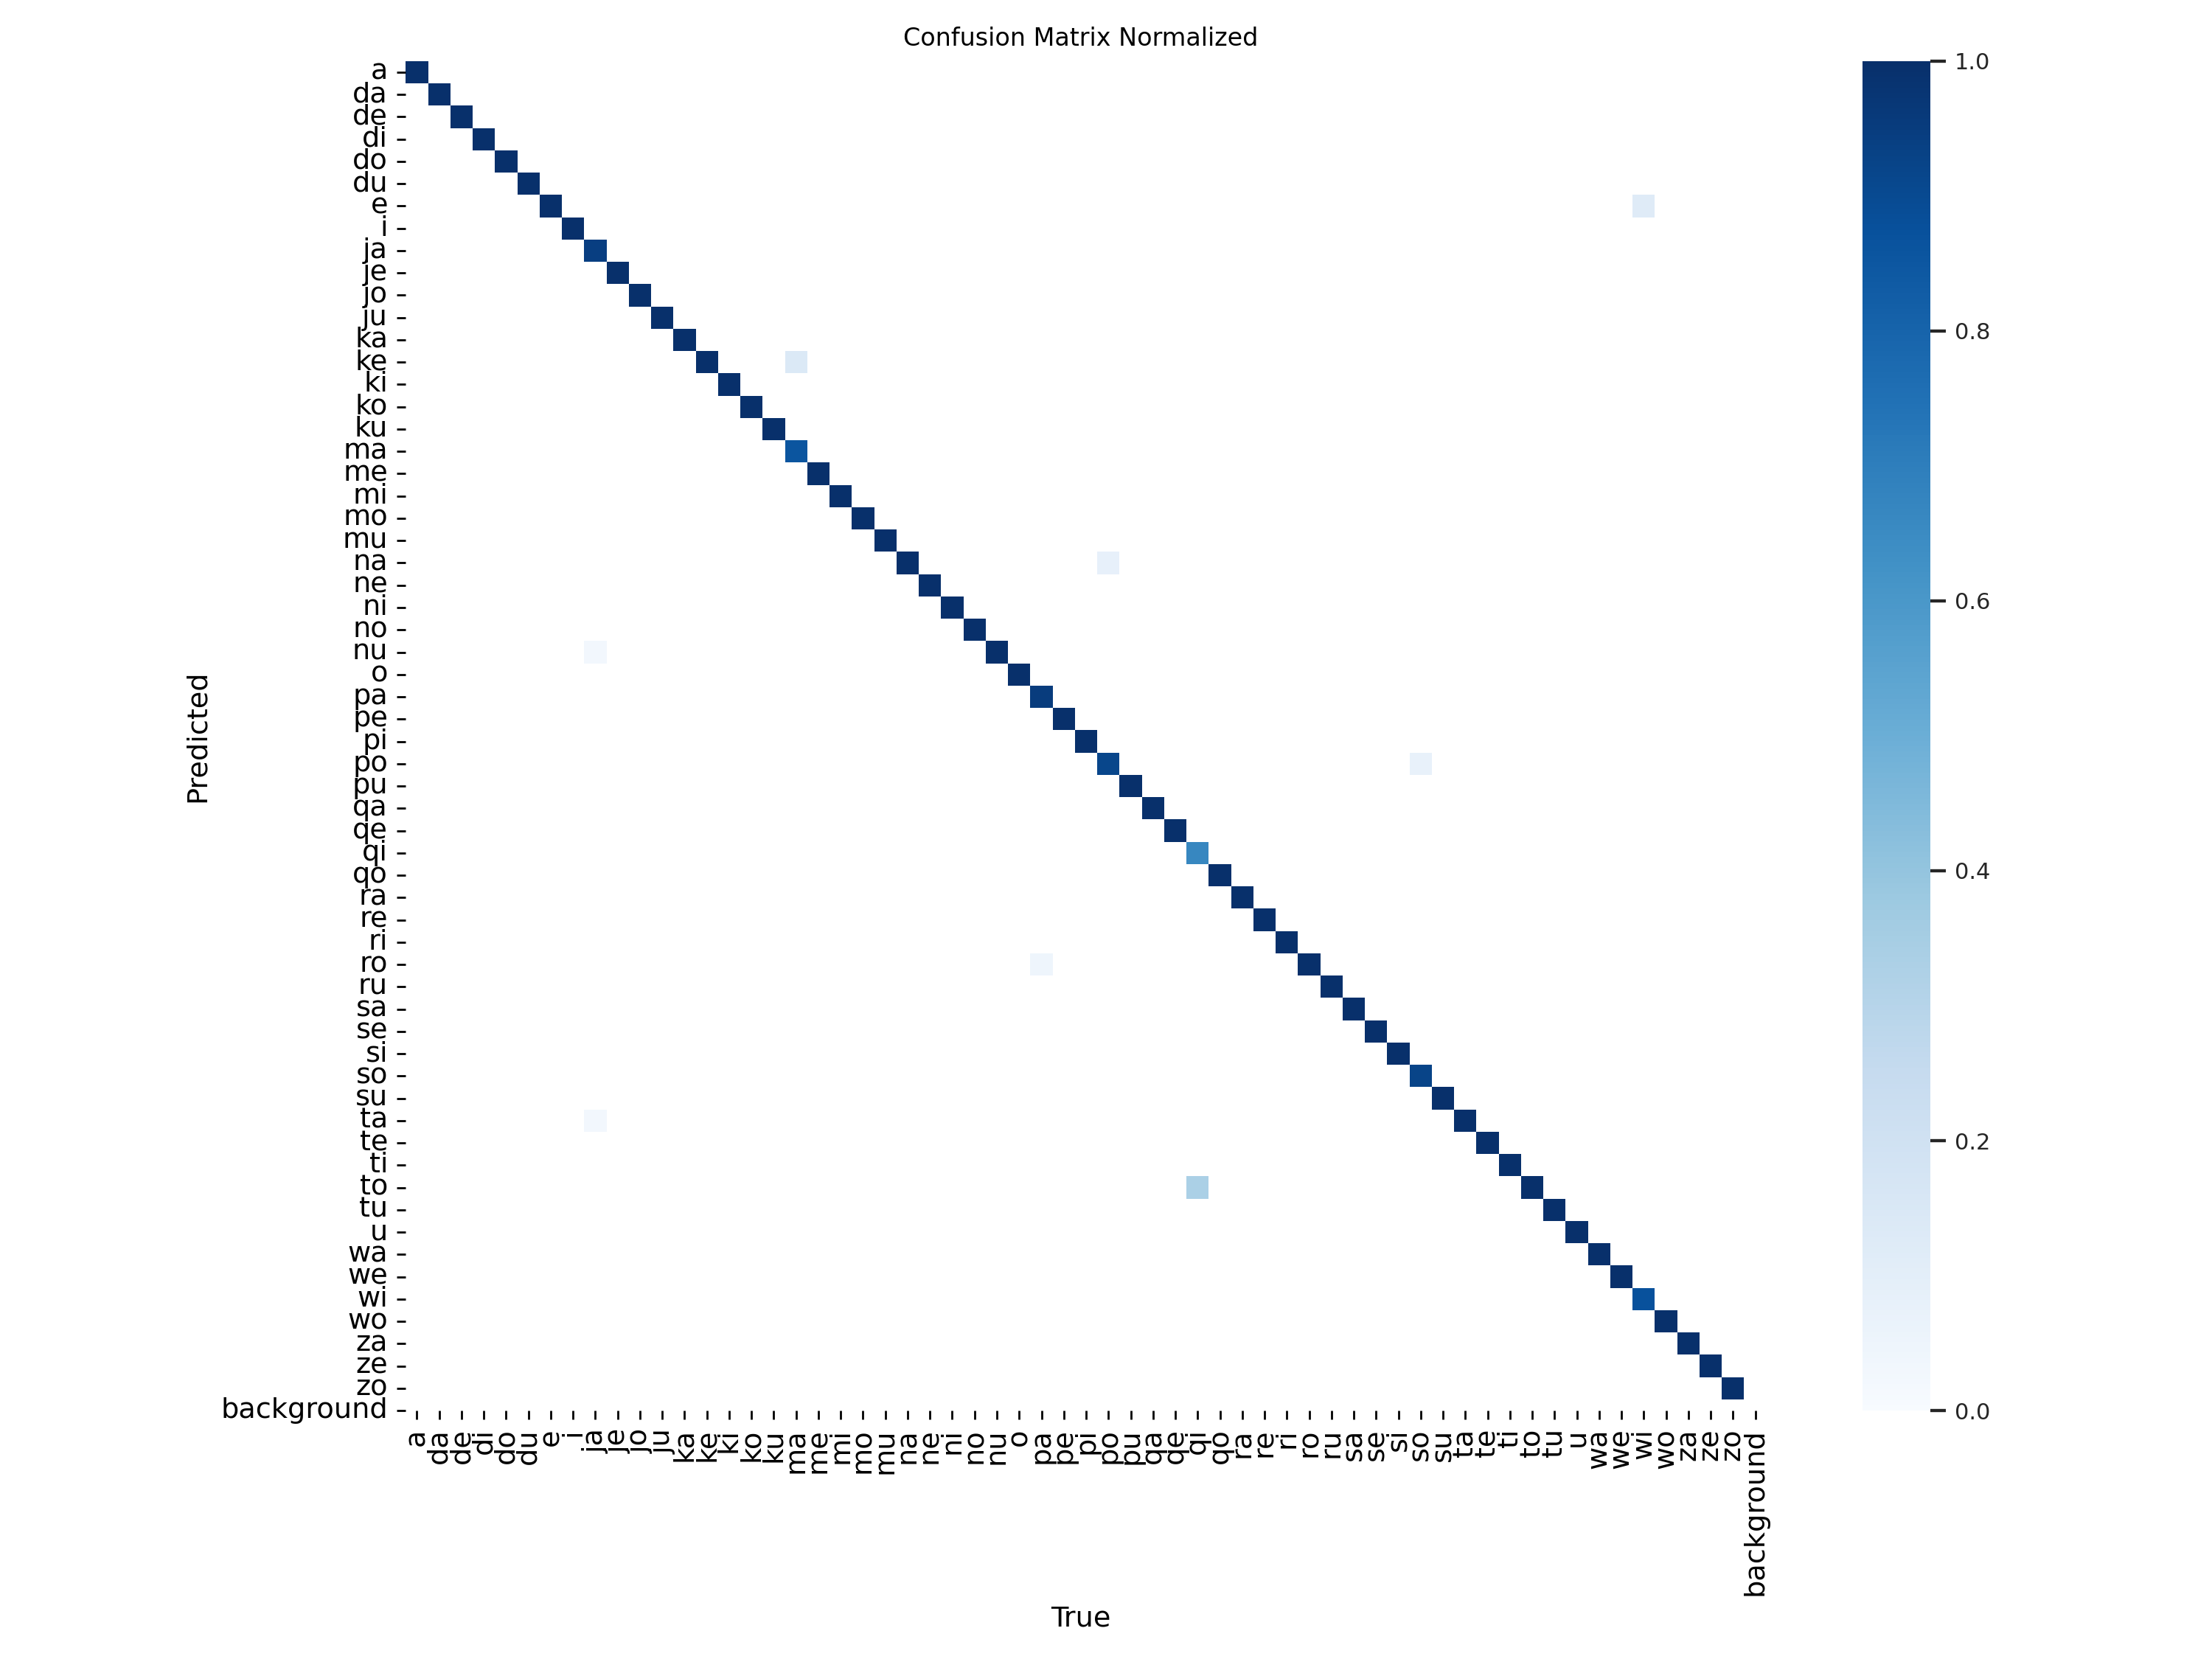 Confusion Matrix Normalized
a
da
de
di
do
du
e
i
ja
je
jo
ju
ka
ke
ki
ko
ku
ma
me
mi
mo
mu
na
ne
ni
no
nu
o
pa
pe
pi
po
pu
qa
qe
qi
qo
ra
re
ri
ro
ru
sa
se
si
so
su
ta
te
ti
to
tu
u
wa
we
wi
wo
za
ze
zo
background
Predicted
a da de di do du e i ja je jo ju ka ke ki ko ku ma me mi mo mu na ne ni no nu o pa pe pi po pu qa qe qi qo ra re ri ro ru sa se si so su ta te ti to tu u wa we wi wo za ze zo background
True
1.0
0.8
0.6
0.4
0.2
0.0